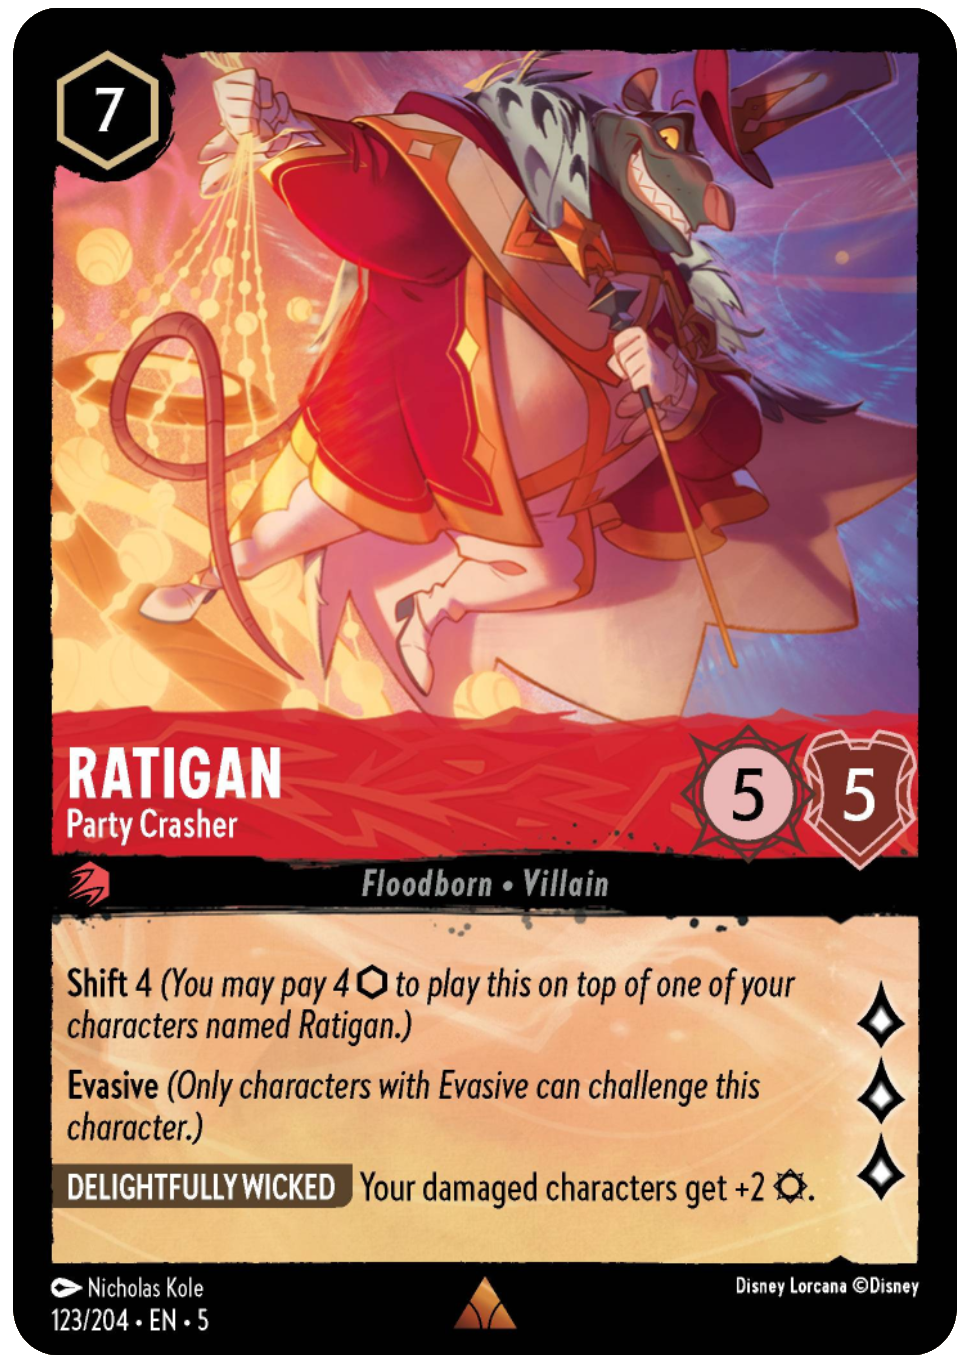 7
RATIGAN
Party Crasher
5
5
Floodborn • Villain
Shift 4 (You may pay 4 ⬡ to play this on top of one of your
characters named Ratigan.)
Evasive (Only characters with Evasive can challenge this
character.)
DELIGHTFULLY WICKED Your damaged characters get +2 ¤.
Nicholas Kole
Disney Lorcana ©Disney
123/204 • EN • 5